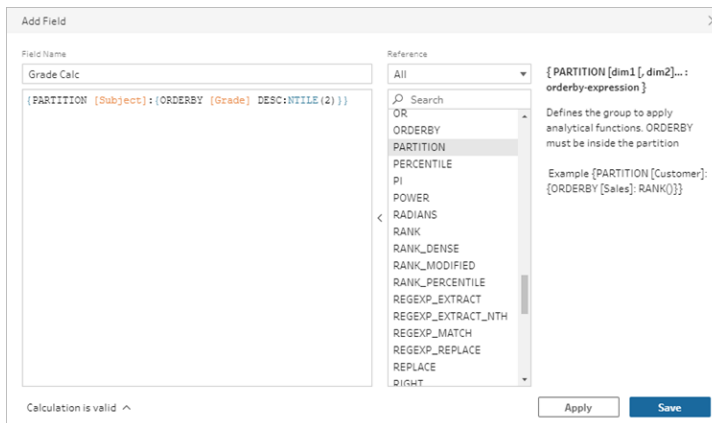 Add Field
Field Name
Grade Calc
{PARTITION [Subject]:{ORDERBY [Grade] DESC:NTILE(2)}}
Reference
All
Search
OR
ORDERBY
PARTITION
PERCENTILE
PI
POWER
RADIANS
RANK
RANK_DENSE
RANK_MODIFIED
RANK_PERCENTILE
REGEXP_EXTRACT
REGEXP_EXTRACT_NTH
REGEXP_MATCH
REGEXP_REPLACE
REPLACE
RIGHT
{ PARTITION [dim1 [, dim2]... :
orderby-expression }
Defines the group to apply
analytical functions. ORDERBY
must be inside the partition
Example {PARTITION [Customer]:
{ORDERBY [Sales]: RANK()}}
Calculation is valid
Apply
Save